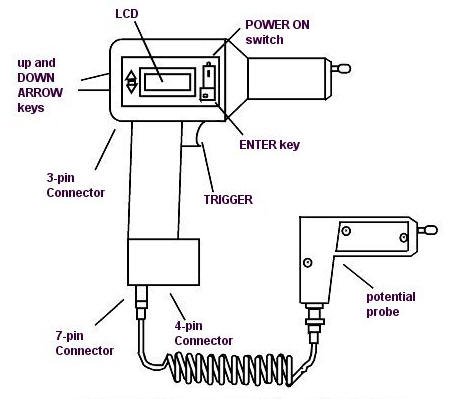 LCD
POWER ON
switch
up and
DOWN
ARROW
keys
ENTER key
3-pin
Connector
TRIGGER
potential
probe
7-pin
Connector
4-pin
Connector